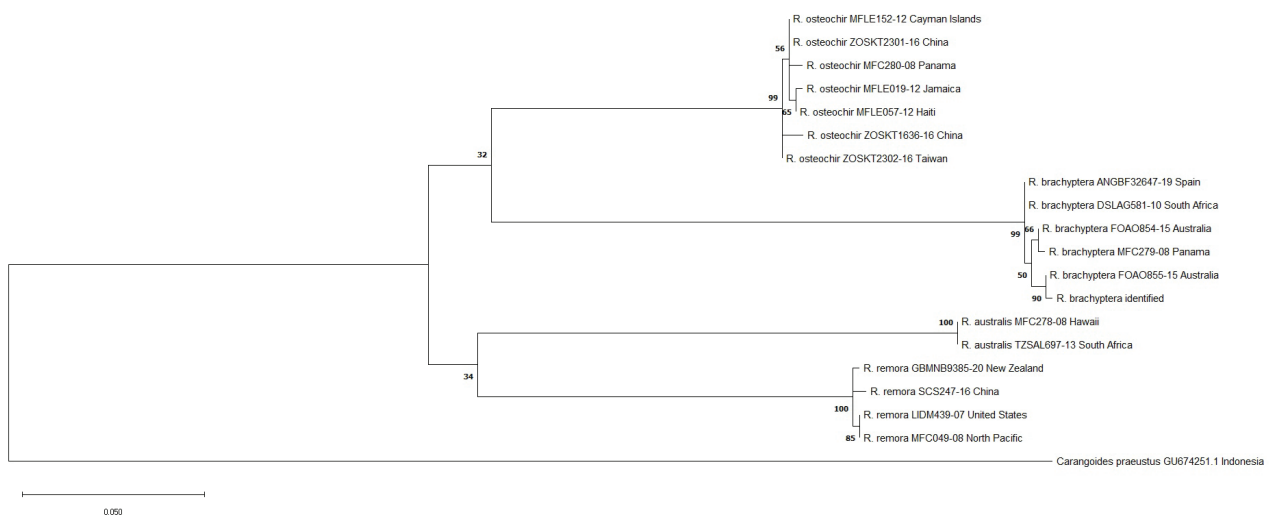 R. osteochir MFLE152-12 Cayman Islands
R. osteochir ZOSKT2301-16 China
56
R. osteochir MFC280-08 Panama
R. osteochir MFLE019-12 Jamaica
99
65
R. osteochir MFLE057-12 Haiti
R. osteochir ZOSKT1636-16 China
32
R. osteochir ZOSKT2302-16 Taiwan
R. brachyptera ANGBF32647-19 Spain
R. brachyptera DSLAG581-10 South Africa
99
66
R. brachyptera FOAO854-15 Australia
R. brachyptera MFC279-08 Panama
50
R. brachyptera FOAO855-15 Australia
90
R. brachyptera identified
100
R. australis MFC278-08 Hawaii
R. australis TZSAL697-13 South Africa
R. remora GBMNB9385-20 New Zealand
34
R. remora SCS247-16 China
100
R. remora LIDM439-07 United States
85
R. remora MFC049-08 North Pacific
Carangoides praeustus GU674251.1 Indonesia
0.050